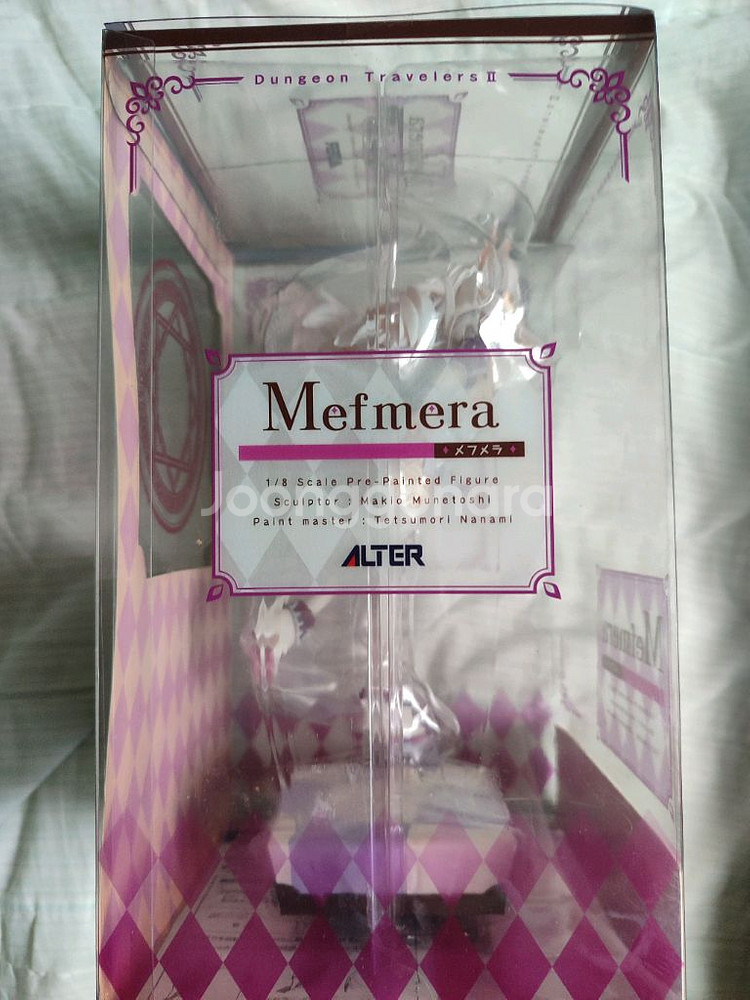 Dungeon Travelers II
Mefmera
メフメラ
1/8 Scale Pre-Painted Figure
Sculptor : Makio Munetoshi
Paint master : Tetsumori Nanami
ALTER
Mefmera